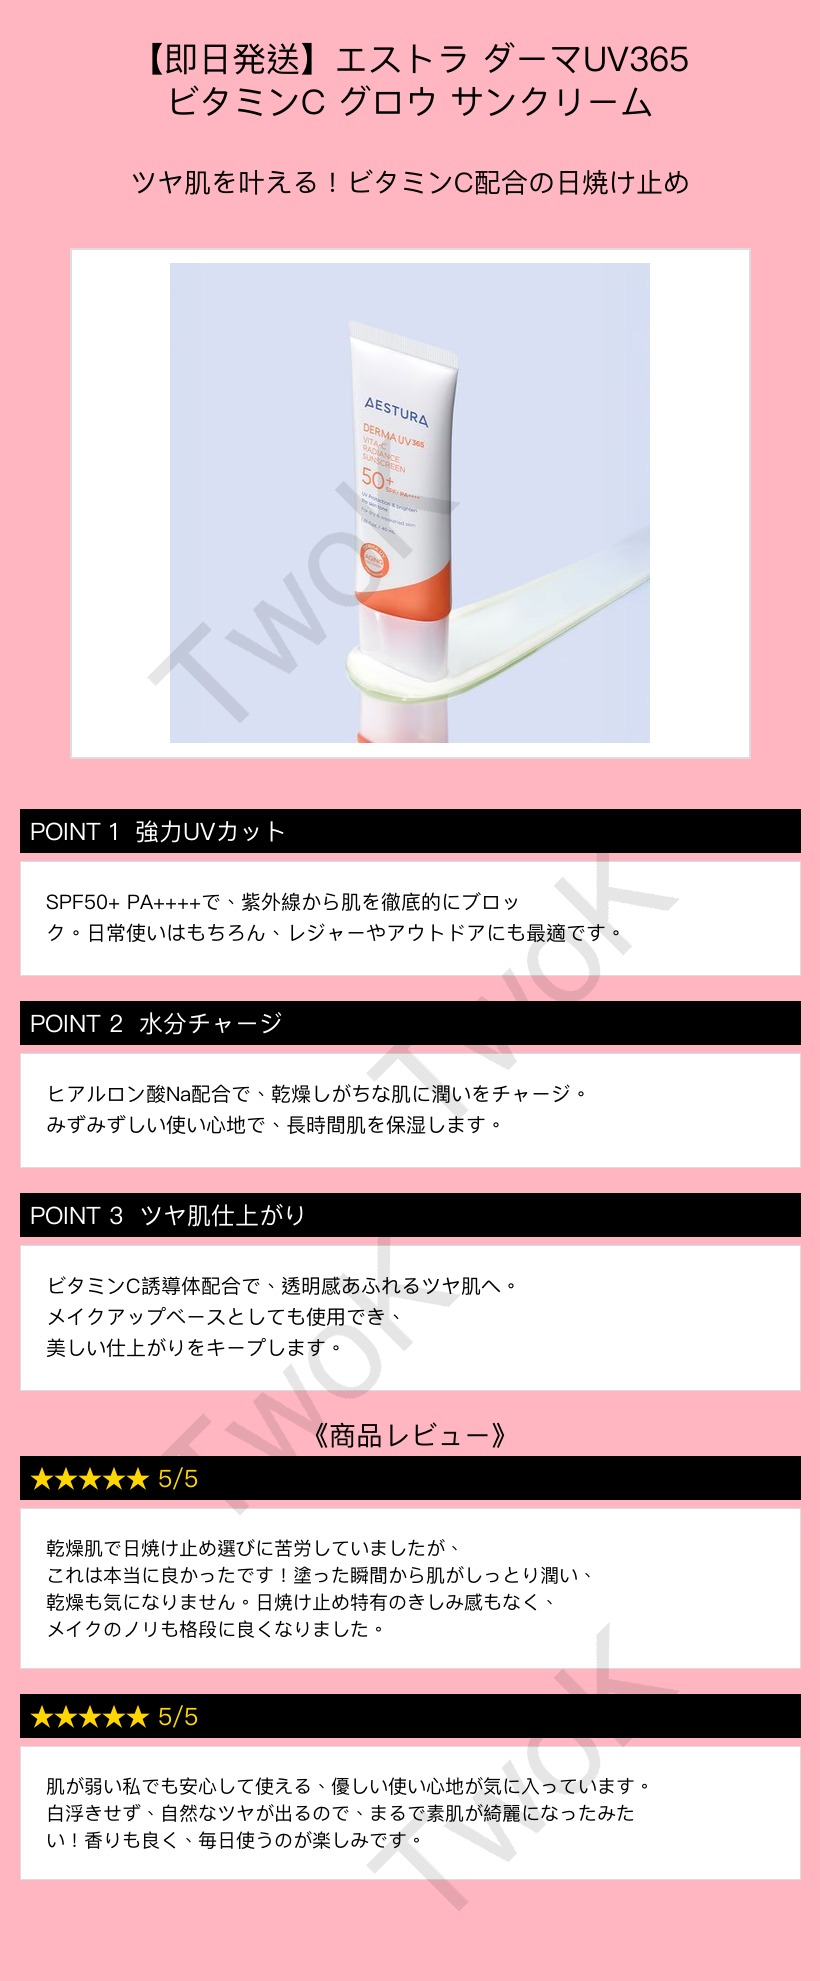 【即日発送】エストラ ダーマUV365
ビタミンC グロウ サンクリーム
ツヤ肌を叶える！ビタミンC配合の日焼け止め
AESTURA
DERMA UV365
VITA-C
RADIANCE
SUNSCREEN
50+
SPF/ PA++++
UV Protection & brighten
TwoK
POINT 1 強力UVカット
SPF50+ PA++++で、紫外線から肌を徹底的にブロッ
ク。日常使いはもちろん、レジャーやアウトドアにも最適です。
TwoK
POINT 2 水分チャージ
ヒアルロン酸Na配合で、乾燥しがちな肌に潤いをチャージ。
みずみずしい使い心地で、長時間肌を保湿します。
POINT 3 ツヤ肌仕上がり
ビタミンC誘導体配合で、透明感あふれるツヤ肌へ。
メイクアップベースとしても使用でき、
美しい仕上がりをキープします。
TwoK
《商品レビュー》
★★★★★ 5/5
乾燥肌で日焼け止め選びに苦労していましたが、
これは本当に良かったです！塗った瞬間から肌がしっとり潤い、
乾燥も気になりません。日焼け止め特有のきしみ感もなく、
メイクのノリも格段に良くなりました。
★★★★★ 5/5
肌が弱い私でも安心して使える、優しい使い心地が気に入っています。
白浮きせず、自然なツヤが出るので、まるで素肌が綺麗になったみた
い！香りも良く、毎日使うのが楽しみです。
TwoK